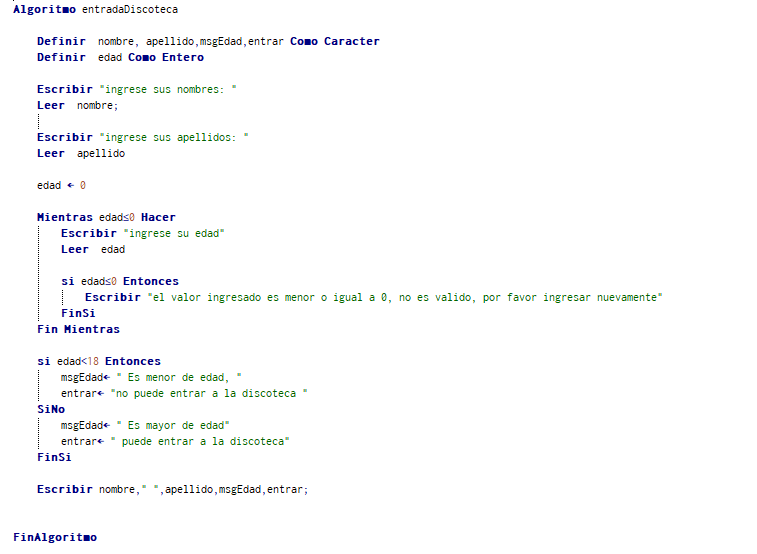 Algoritmo entradaDiscoteca
Definir nombre, apellido,msgEdad,entrar Como Caracter
Definir edad Como Entero
Escribir "ingrese sus nombres: "
Leer nombre;
Escribir "ingrese sus apellidos: "
Leer apellido
edad ← 0
Mientras edad≤0 Hacer
Escribir "ingrese su edad"
Leer edad
si edad≤0 Entonces
Escribir "el valor ingresado es menor o igual a 0, no es valido, por favor ingresar nuevamente"
FinSi
Fin Mientras
si edad<18 Entonces
msgEdad← " Es menor de edad, "
entrar← "no puede entrar a la discoteca "
SiNo
msgEdad← " Es mayor de edad"
entrar← " puede entrar a la discoteca"
FinSi
Escribir nombre," ",apellido,msgEdad,entrar;
FinAlgoritmo